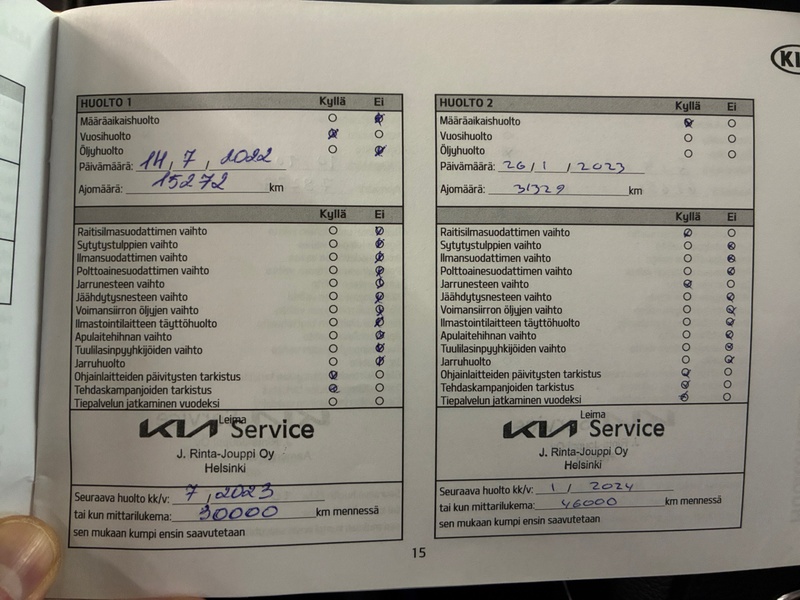 KIA
HUOLTO 1 Kyllä Ei
Määräaikaishuolto
Vuosihuolto
Öljyhuolto
Päivämäärä: 14, 7, 2022
Ajomäärä: 15272 km
Kyllä Ei
Raitisilmasuodattimen vaihto
Sytytystulppien vaihto
Ilmansuodattimen vaihto
Polttoainesuodattimen vaihto
Jarrunesteen vaihto
Jäähdytysnesteen vaihto
Voimansiirron öljyjen vaihto
Ilmastointilaitteen täyttöhuolto
Apulaitehihnan vaihto
Tuulilasinpyyhkijöiden vaihto
Jarruhuolto
Ohjainlaitteiden päivitysten tarkistus
Tehdaskampanjoiden tarkistus
Tiepalvelun jatkaminen vuodeksi
Leima
KIA Service
J. Rinta-Jouppi Oy
Helsinki
Seuraava huolto kk/v: 7, 2023
tai kun mittarilukema: 30000 km mennessä
sen mukaan kumpi ensin saavutetaan
HUOLTO 2 Kyllä Ei
Määräaikaishuolto
Vuosihuolto
Öljyhuolto
Päivämäärä: 26 / 1 / 2023
Ajomäärä: 31329 km
Kyllä Ei
Raitisilmasuodattimen vaihto
Sytytystulppien vaihto
Ilmansuodattimen vaihto
Polttoainesuodattimen vaihto
Jarrunesteen vaihto
Jäähdytysnesteen vaihto
Voimansiirron öljyjen vaihto
Ilmastointilaitteen täyttöhuolto
Apulaitehihnan vaihto
Tuulilasinpyyhkijöiden vaihto
Jarruhuolto
Ohjainlaitteiden päivitysten tarkistus
Tehdaskampanjoiden tarkistus
Tiepalvelun jatkaminen vuodeksi
Leima
KIA Service
J. Rinta-Jouppi Oy
Helsinki
Seuraava huolto kk/v: 1 / 2024
tai kun mittarilukema: 46000 km mennessä
sen mukaan kumpi ensin saavutetaan
15